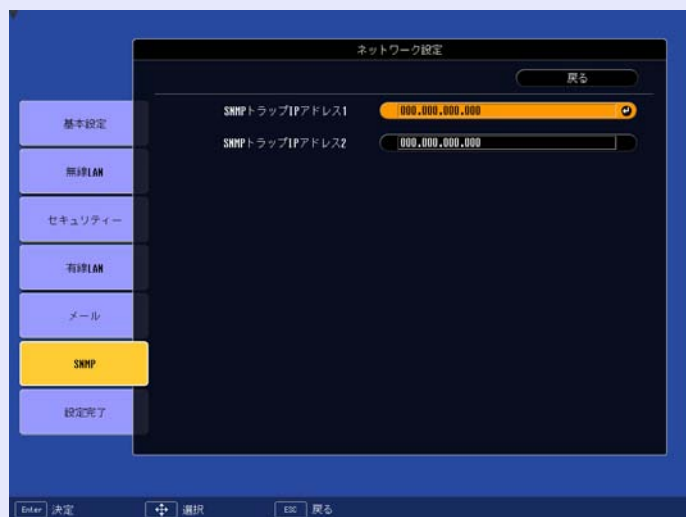 ネットワーク設定
戻る
SNMPトラップIPアドレス1 000.000.000.000
SNMPトラップIPアドレス2 000.000.000.000
基本設定
無線LAN
セキュリティー
有線LAN
メール
SNMP
設定完了
Enter 決定 選択 ESC 戻る